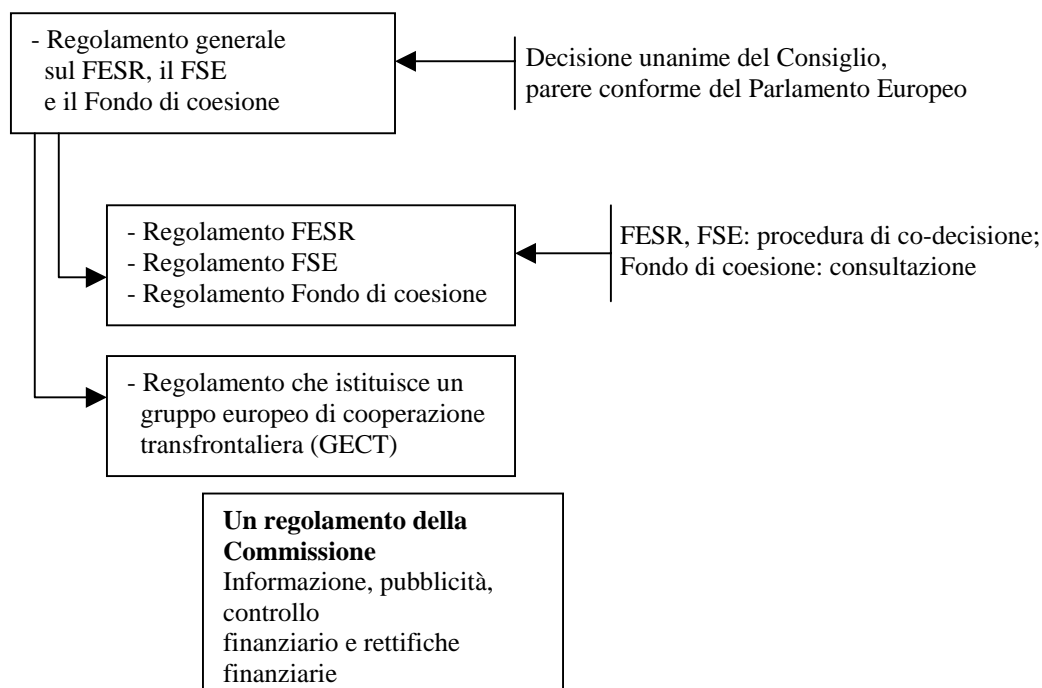 - Regolamento generale
sul FESR, il FSE
e il Fondo di coesione
Decisione unanime del Consiglio,
parere conforme del Parlamento Europeo
- Regolamento FESR
- Regolamento FSE
- Regolamento Fondo di coesione
FESR, FSE: procedura di co-decisione;
Fondo di coesione: consultazione
- Regolamento che istituisce un
gruppo europeo di cooperazione
transfrontaliera (GECT)
Un regolamento della
Commissione
Informazione, pubblicità,
controllo
finanziario e rettifiche
finanziarie